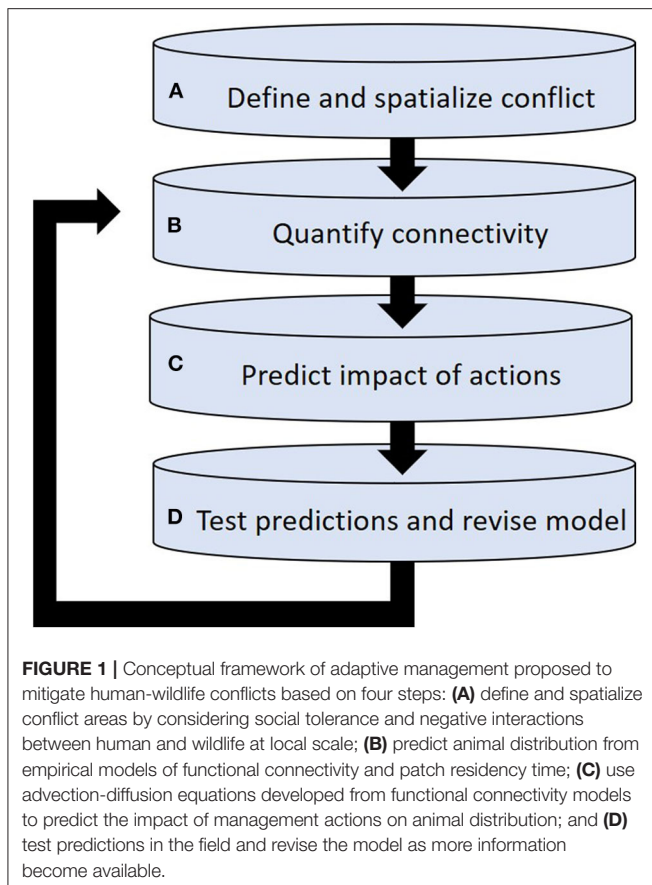 A Define and spatialize conflict
B Quantify connectivity
C Predict impact of actions
D Test predictions and revise model
FIGURE 1 | Conceptual framework of adaptive management proposed to
mitigate human-wildlife conflicts based on four steps: (A) define and spatialize
conflict areas by considering social tolerance and negative interactions
between human and wildlife at local scale; (B) predict animal distribution from
empirical models of functional connectivity and patch residency time; (C) use
advection-diffusion equations developed from functional connectivity models
to predict the impact of management actions on animal distribution; and (D)
test predictions in the field and revise the model as more information
become available.